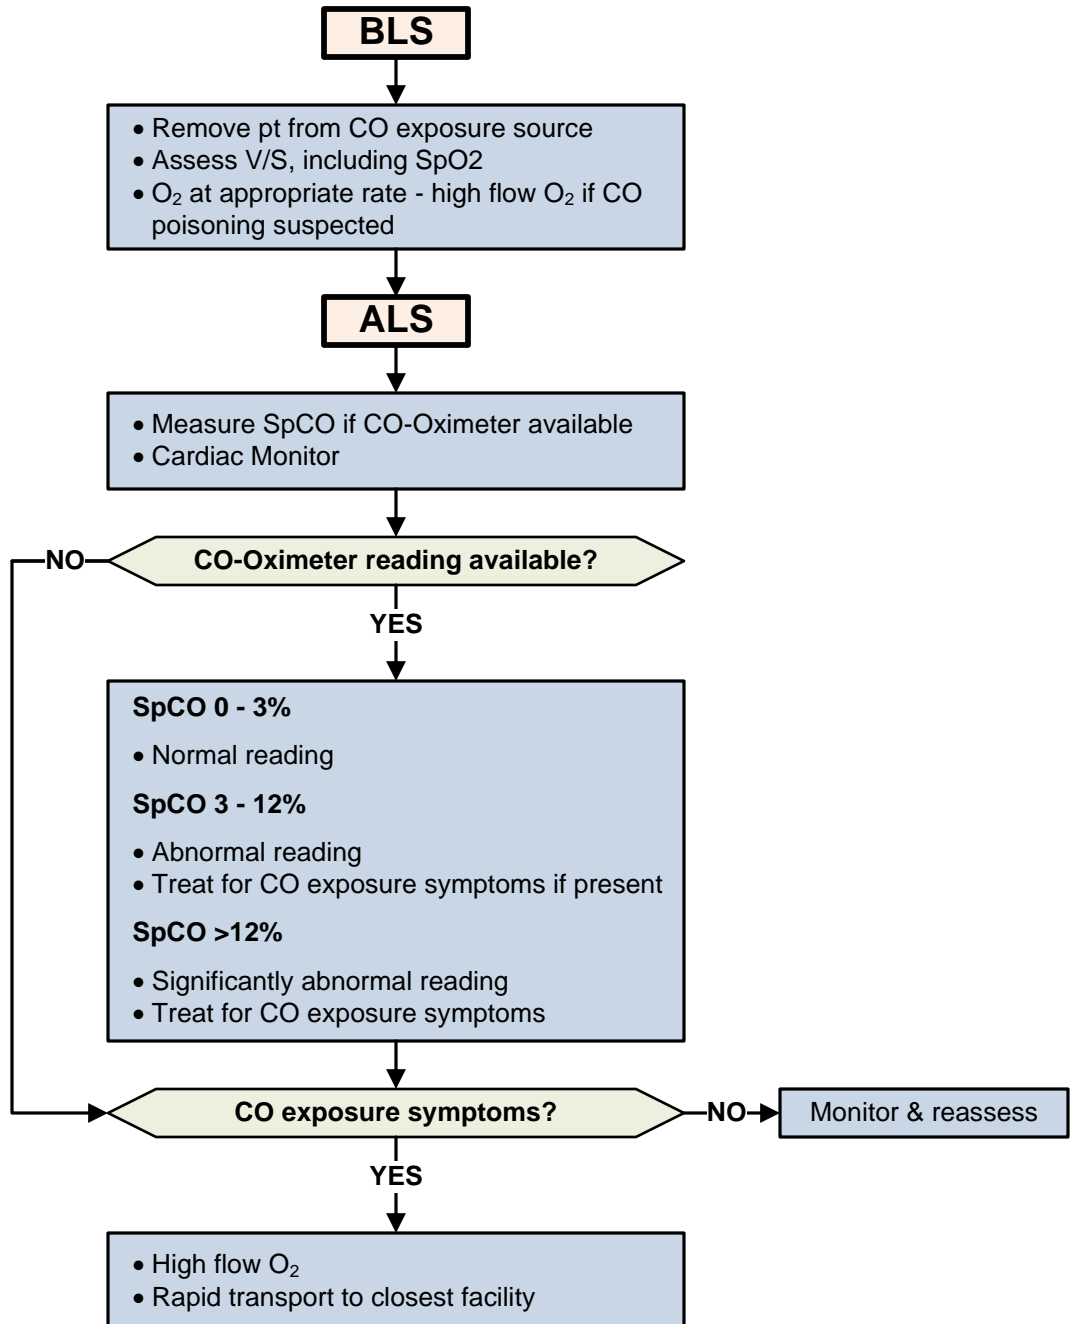 BLS
• Remove pt from CO exposure source
• Assess V/S, including SpO2
• O₂ at appropriate rate - high flow O₂ if CO
poisoning suspected
ALS
• Measure SpCO if CO-Oximeter available
• Cardiac Monitor
NO
CO-Oximeter reading available?
YES
SpCO 0 - 3%
• Normal reading
SpCO 3 - 12%
• Abnormal reading
• Treat for CO exposure symptoms if present
SpCO >12%
• Significantly abnormal reading
• Treat for CO exposure symptoms
CO exposure symptoms?
NO
Monitor & reassess
YES
• High flow O₂
• Rapid transport to closest facility